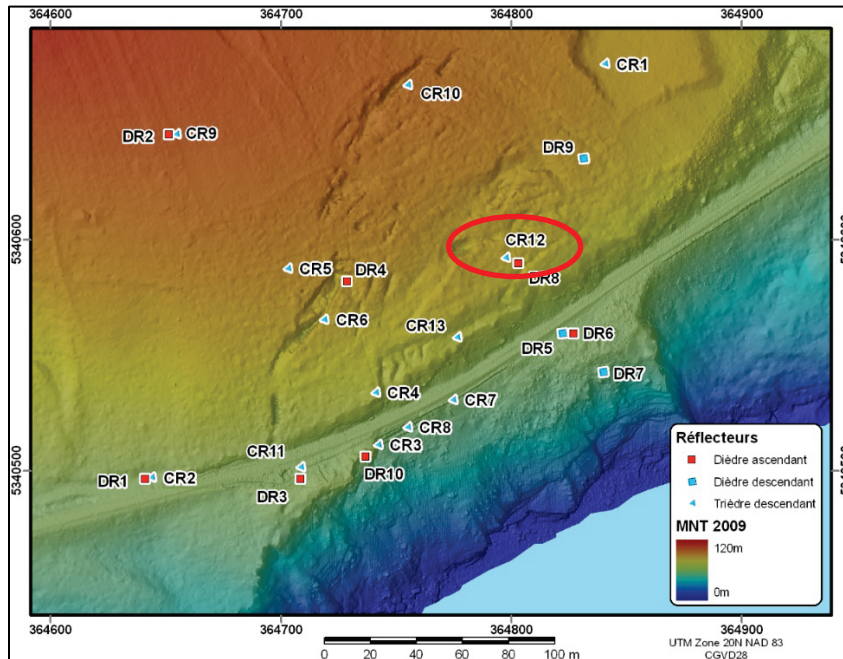 364600 364700 364800 364900
CR1
CR10
DR2 CR9
DR9
5340600
CR12
CR5 DR4
DR8
CR6
CR13
DR5 DR6
DR7
CR4
CR7
CR8
CR11 CR3
DR10
5340500
DR1 CR2
DR3
Réflecteurs
Dièdre ascendant
Dièdre descendant
Trièdre descendant
MNT 2009
120m
0m
364600 364700 364800 364900
0 20 40 60 80 100 m
UTM Zone 20N NAD 83
CGVD28